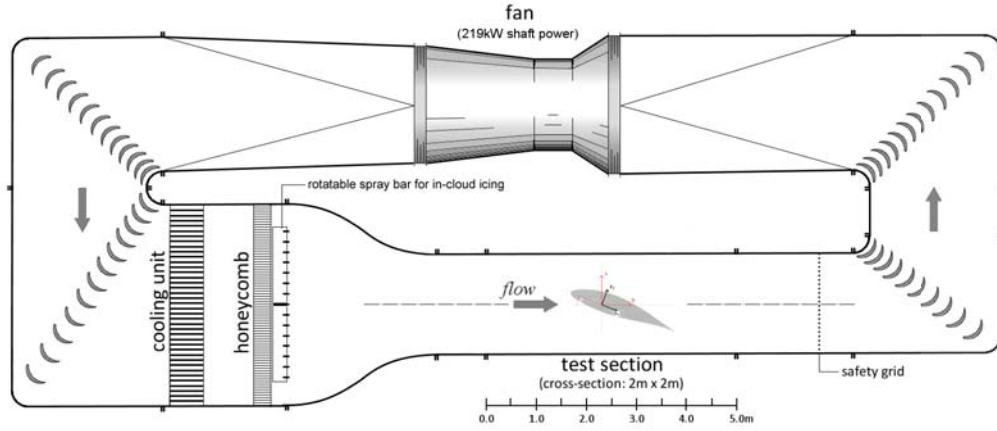 fan
(219kW shaft power)
rotatable spray bar for in-cloud icing
cooling unit
honeycomb
flow
test section
(cross-section: 2m x 2m)
safety grid
0.0 1.0 2.0 3.0 4.0 5.0m